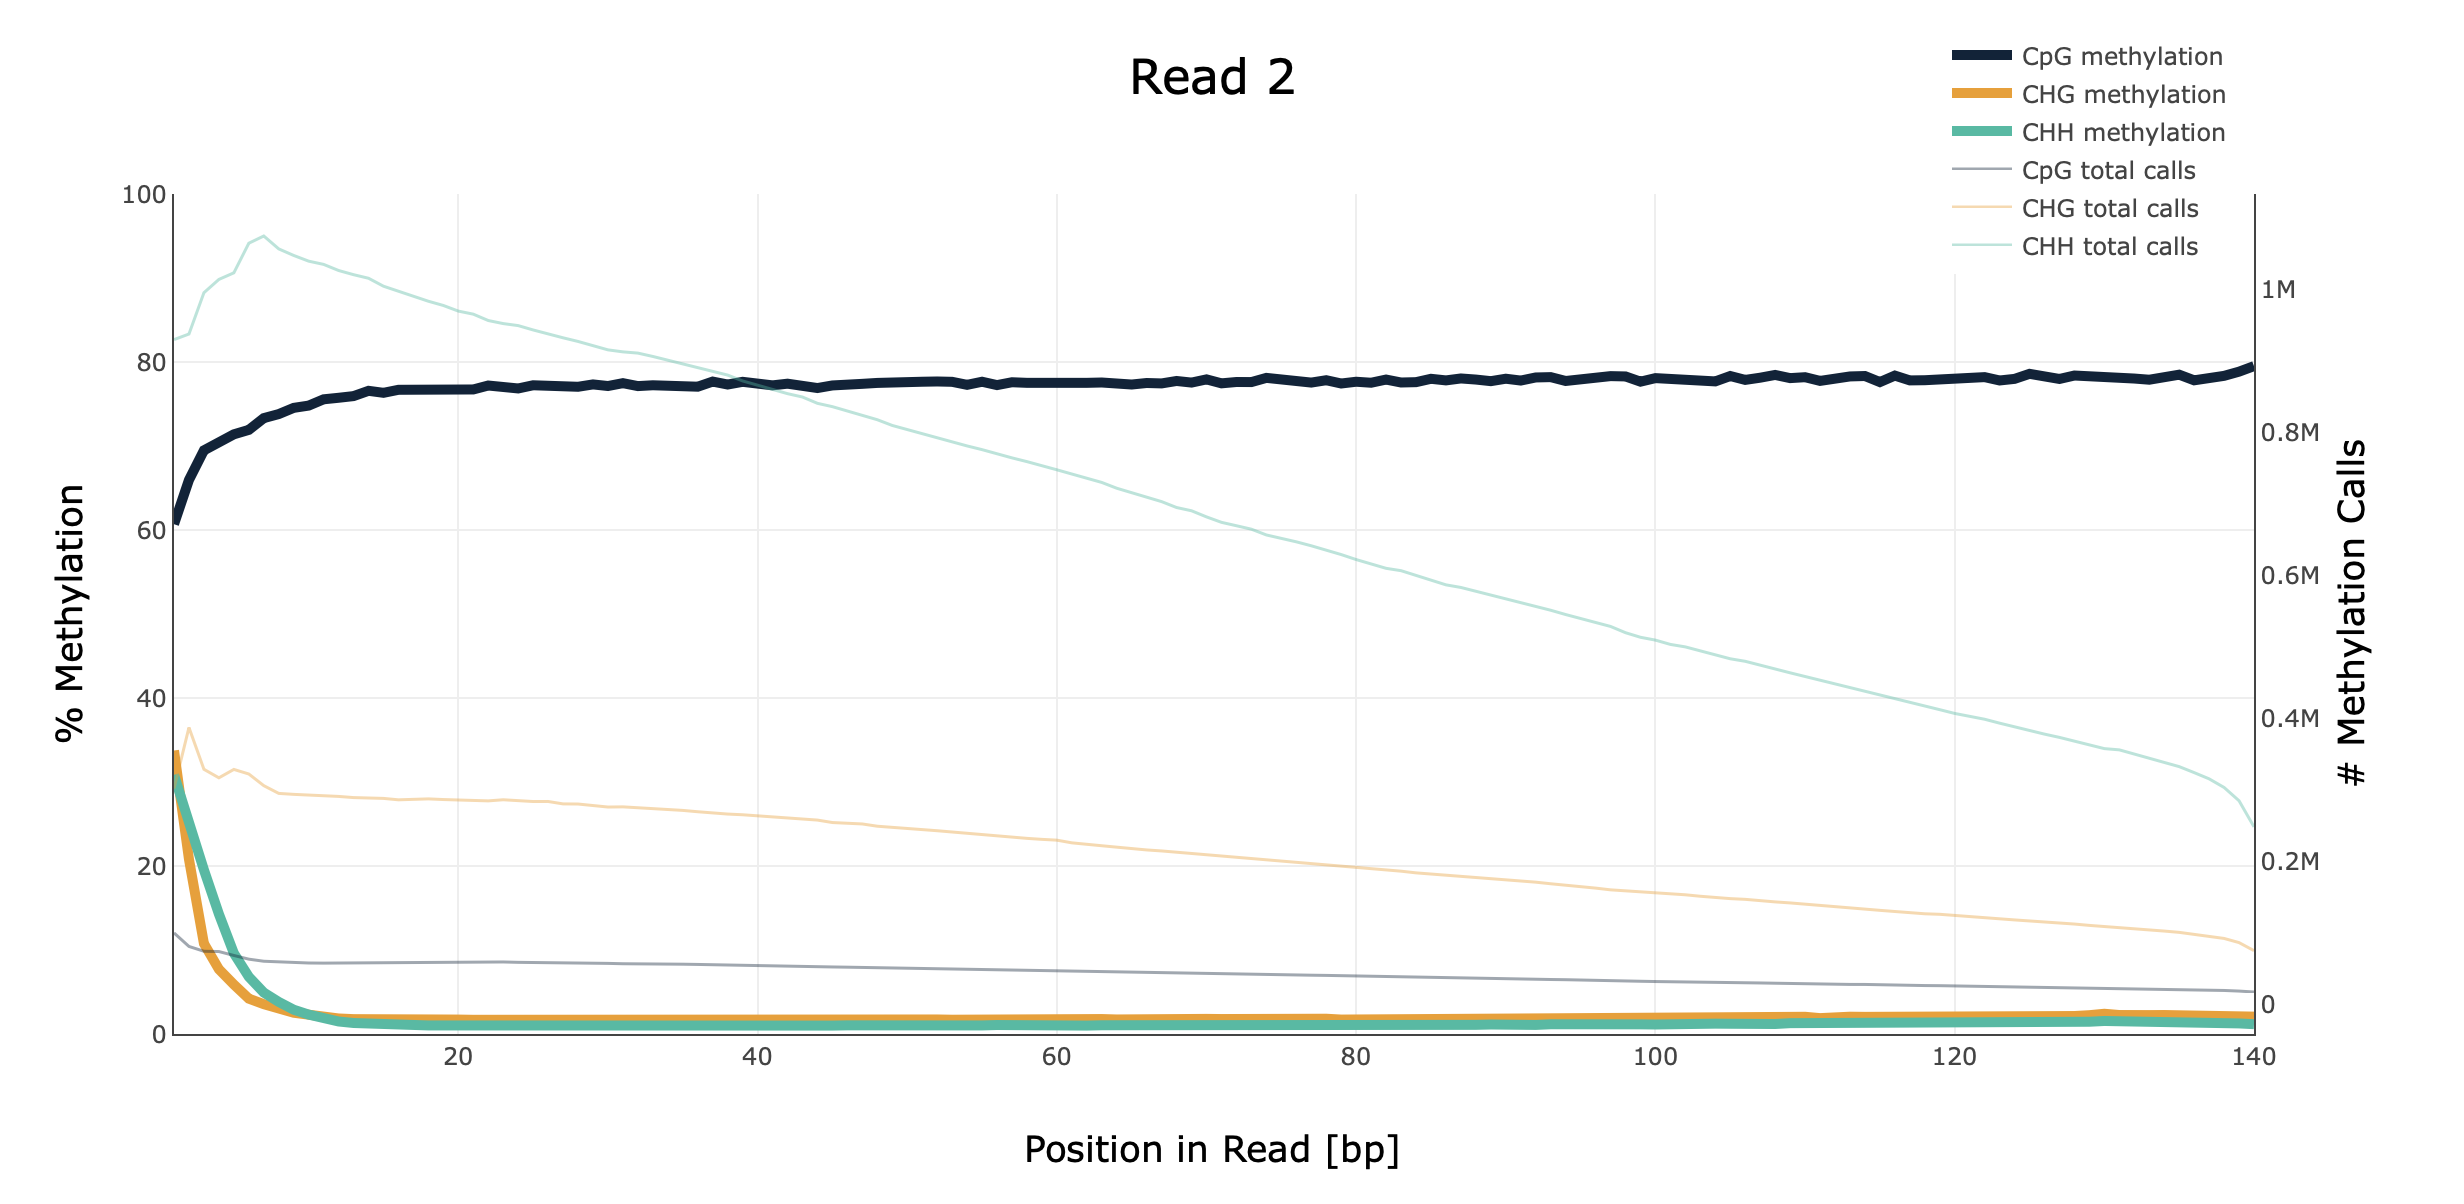 Read 2
CpG methylation
CHG methylation
CHH methylation
CpG total calls
CHG total calls
CHH total calls
100
80
60
40
20
0
% Methylation
1M
0.8M
0.6M
0.4M
0.2M
0
# Methylation Calls
20 40 60 80 100 120 140
Position in Read [bp]